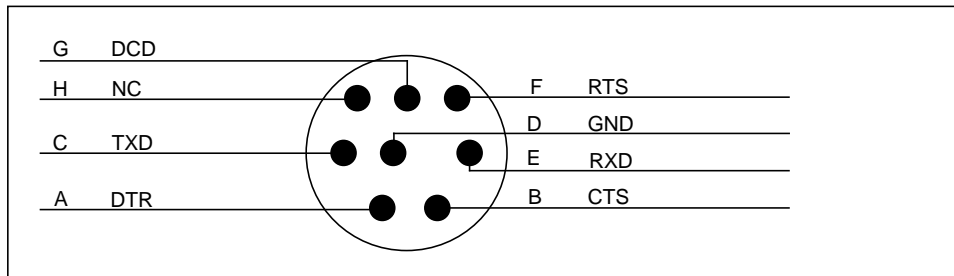 G DCD
H NC
C TXD
A DTR
F RTS
D GND
E RXD
B CTS